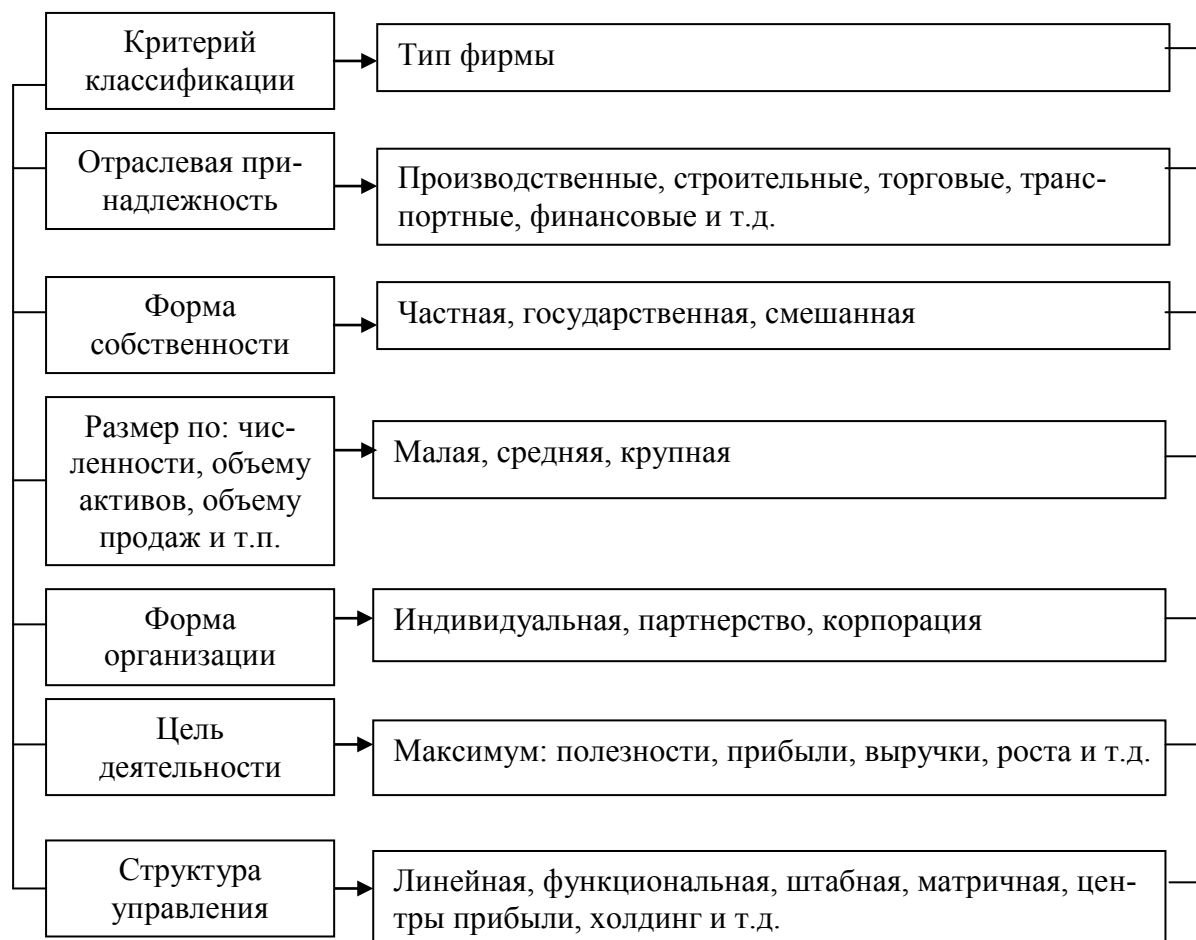 Критерий
классификации
Тип фирмы
Отраслевая при-
надлежность
Производственные, строительные, торговые, транс-
портные, финансовые и т.д.
Форма
собственности
Частная, государственная, смешанная
Размер по: чис-
ленности, объему
активов, объему
продаж и т.п.
Малая, средняя, крупная
Форма
организации
Индивидуальная, партнерство, корпорация
Цель
деятельности
Максимум: полезности, прибыли, выручки, роста и т.д.
Структура
управления
Линейная, функциональная, штабная, матричная, цен-
тры прибыли, холдинг и т.д.